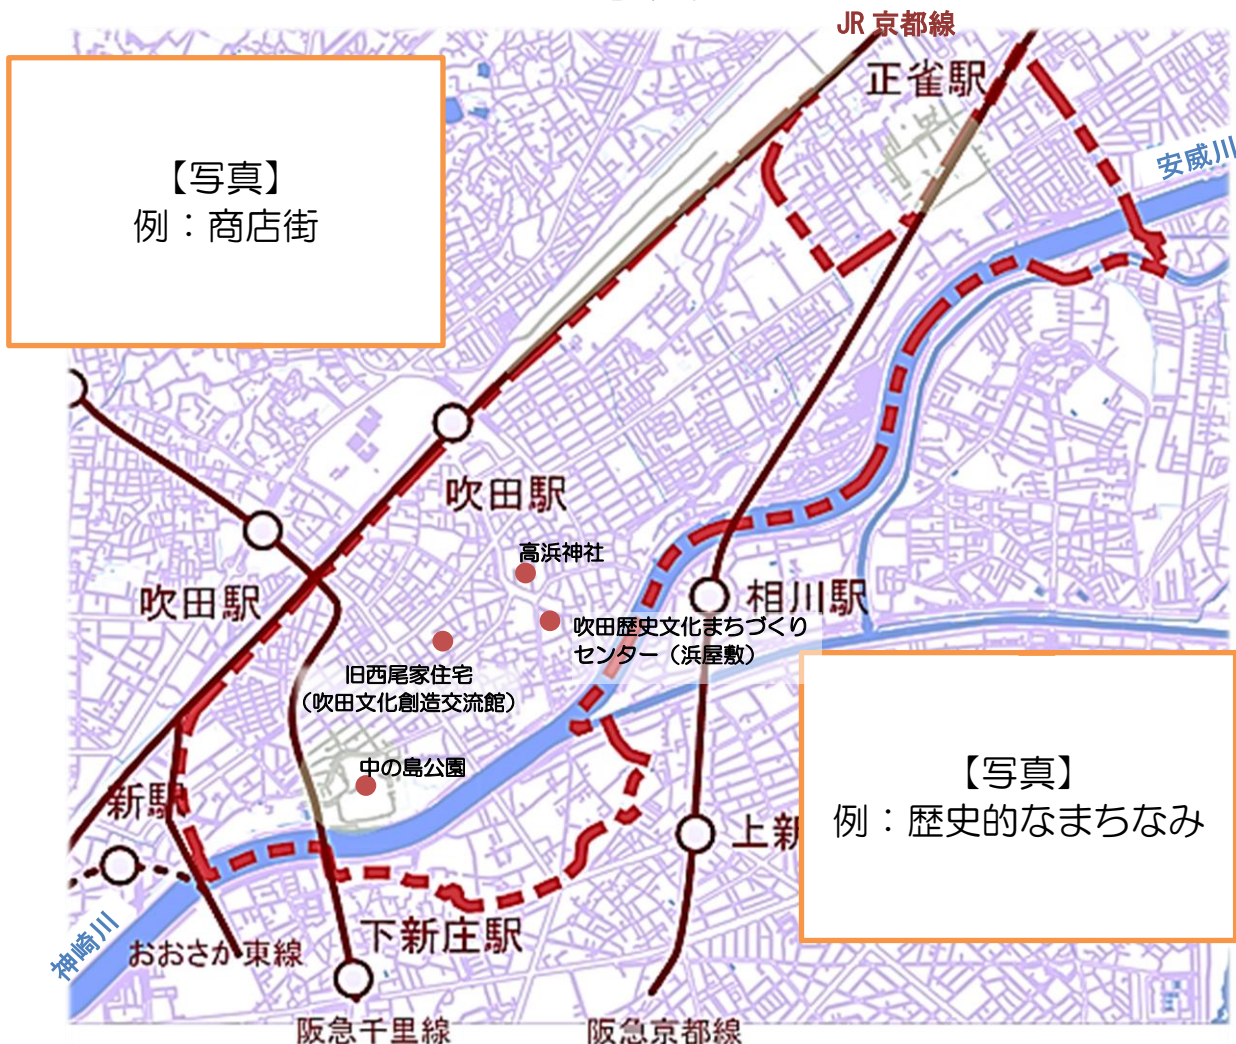 JR 京都線
正雀駅
安威川
【写真】
例：商店街
吹田駅
高浜神社
吹田駅
相川駅
吹田歴史文化まちづくり
センター（浜屋敷）
旧西尾家住宅
（吹田文化創造交流館）
中の島公園
新駅
【写真】
例：歴史的なまちなみ
上新
下新庄駅
神崎川
おおさか東線
阪急千里線
阪急京都線